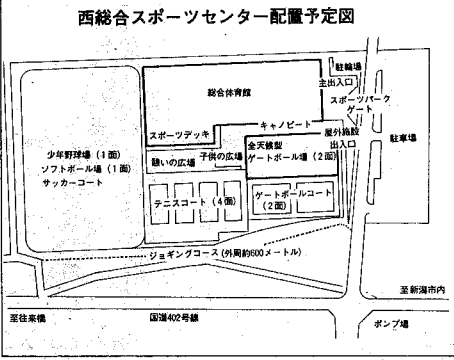 西総合スポーツセンター配置予定図
駐輪場
主出入口
総合体育館
スポーツパーク
ゲート
キャノピート
スポーツデッキ
屋外施設
出入口
駐車場
子供の広場
憩いの広場
全天候型
ゲートボール場(2面)
少年野球場(1面)
ソフトボール場(1面)
サッカーコート
テニスコート(4面)
ゲートボールコート
(2面)
ジョギングコース(外周約600メートル)
至新潟市内
至往来橋
国道402号線
ポンプ場